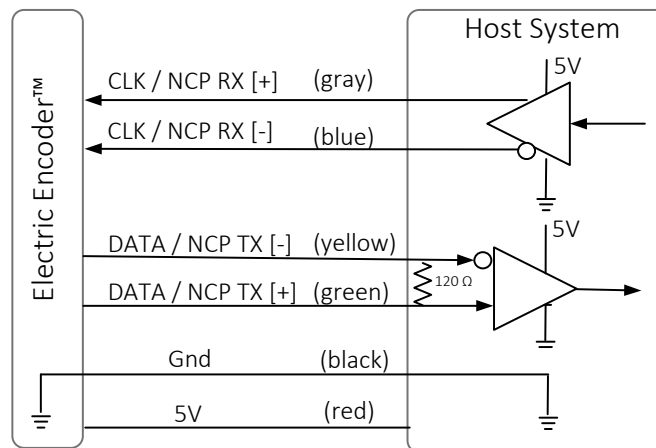 Host System
5V
CLK / NCP RX [+] (gray)
CLK / NCP RX [-] (blue)
Electric Encoder™
5V
DATA / NCP TX [-] (yellow)
120 Ω
DATA / NCP TX [+] (green)
Gnd (black)
5V (red)